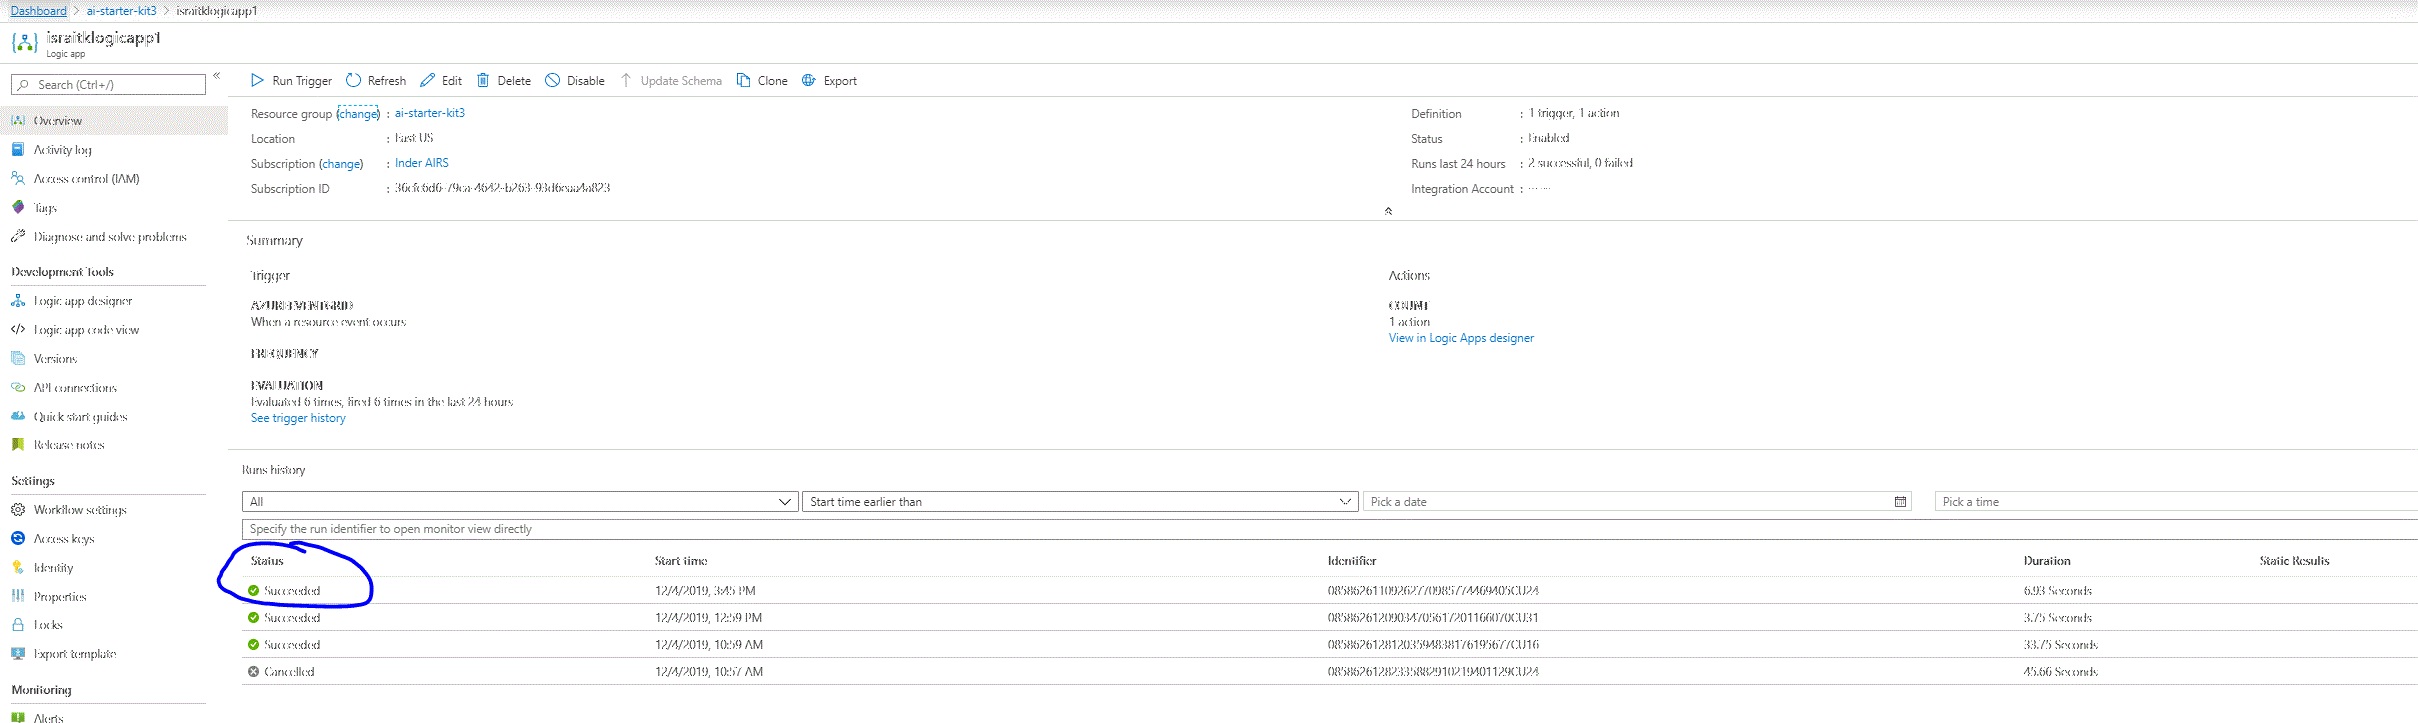 Dashboard > ai-starter-kit3 > israitklogicapp1
israitklogicapp1
Logic app
Search (Ctrl+/)
«
Overview
Activity log
Access control (IAM)
Tags
Diagnose and solve problems
Development Tools
Logic app designer
Logic app code view
Versions
API connections
Quick start guides
Release notes
Settings
Workflow settings
Access keys
Identity
Properties
Locks
Export template
Monitoring
Alerts
Run Trigger Refresh Edit Delete Disable Update Schema Clone Export
Resource group (change) : ai-starter-kit3
Location : East US
Subscription (change) : Inder AIRS
Subscription ID :
Definition : 1 trigger, 1 action
Status : Enabled
Runs last 24 hours : 2 successful, 0 failed
Integration Account : --- ---
Summary
Trigger
AZURE EVENTGRID
When a resource event occurs
FREQUENCY
EVALUATION
Evaluated 6 times, fired 6 times in the last 24 hours
See trigger history
Actions
COUNT
1 action
View in Logic Apps designer
Runs history
All Start time earlier than Pick a date Pick a time
Specify the run identifier to open monitor view directly
Status Start time Identifier Duration Static Results
Succeeded 12/4/2019, 3:45 PM 08586261109262770985774469405CU24 6.93 Seconds
Succeeded 12/4/2019, 12:59 PM 08586261209034705617201166070CU31 3.75 Seconds
Succeeded 12/4/2019, 10:59 AM 08586261281203594838176195677CU16 33.75 Seconds
Cancelled 12/4/2019, 10:57 AM 08586261282335882910219401129CU24 45.66 Seconds